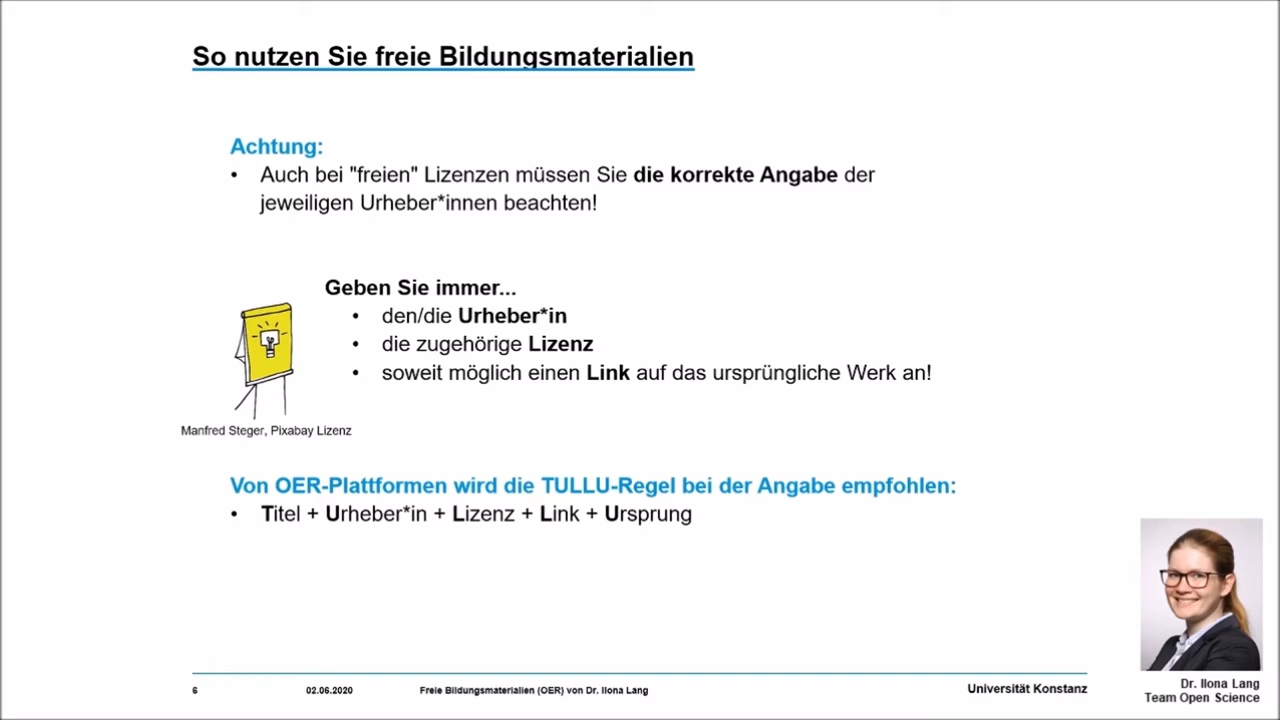 So nutzen Sie freie Bildungsmaterialien
Achtung:
• Auch bei "freien" Lizenzen müssen Sie die korrekte Angabe der
jeweiligen Urheber*innen beachten!
Geben Sie immer...
• den/die Urheber*in
• die zugehörige Lizenz
• soweit möglich einen Link auf das ursprüngliche Werk an!
Manfred Steger, Pixabay Lizenz
Von OER-Plattformen wird die TULLU-Regel bei der Angabe empfohlen:
• Titel + Urheber*in + Lizenz + Link + Ursprung
6 02.06.2020 Freie Bildungsmaterialien (OER) von Dr. Ilona Lang Universität Konstanz
Dr. Ilona Lang
Team Open Science